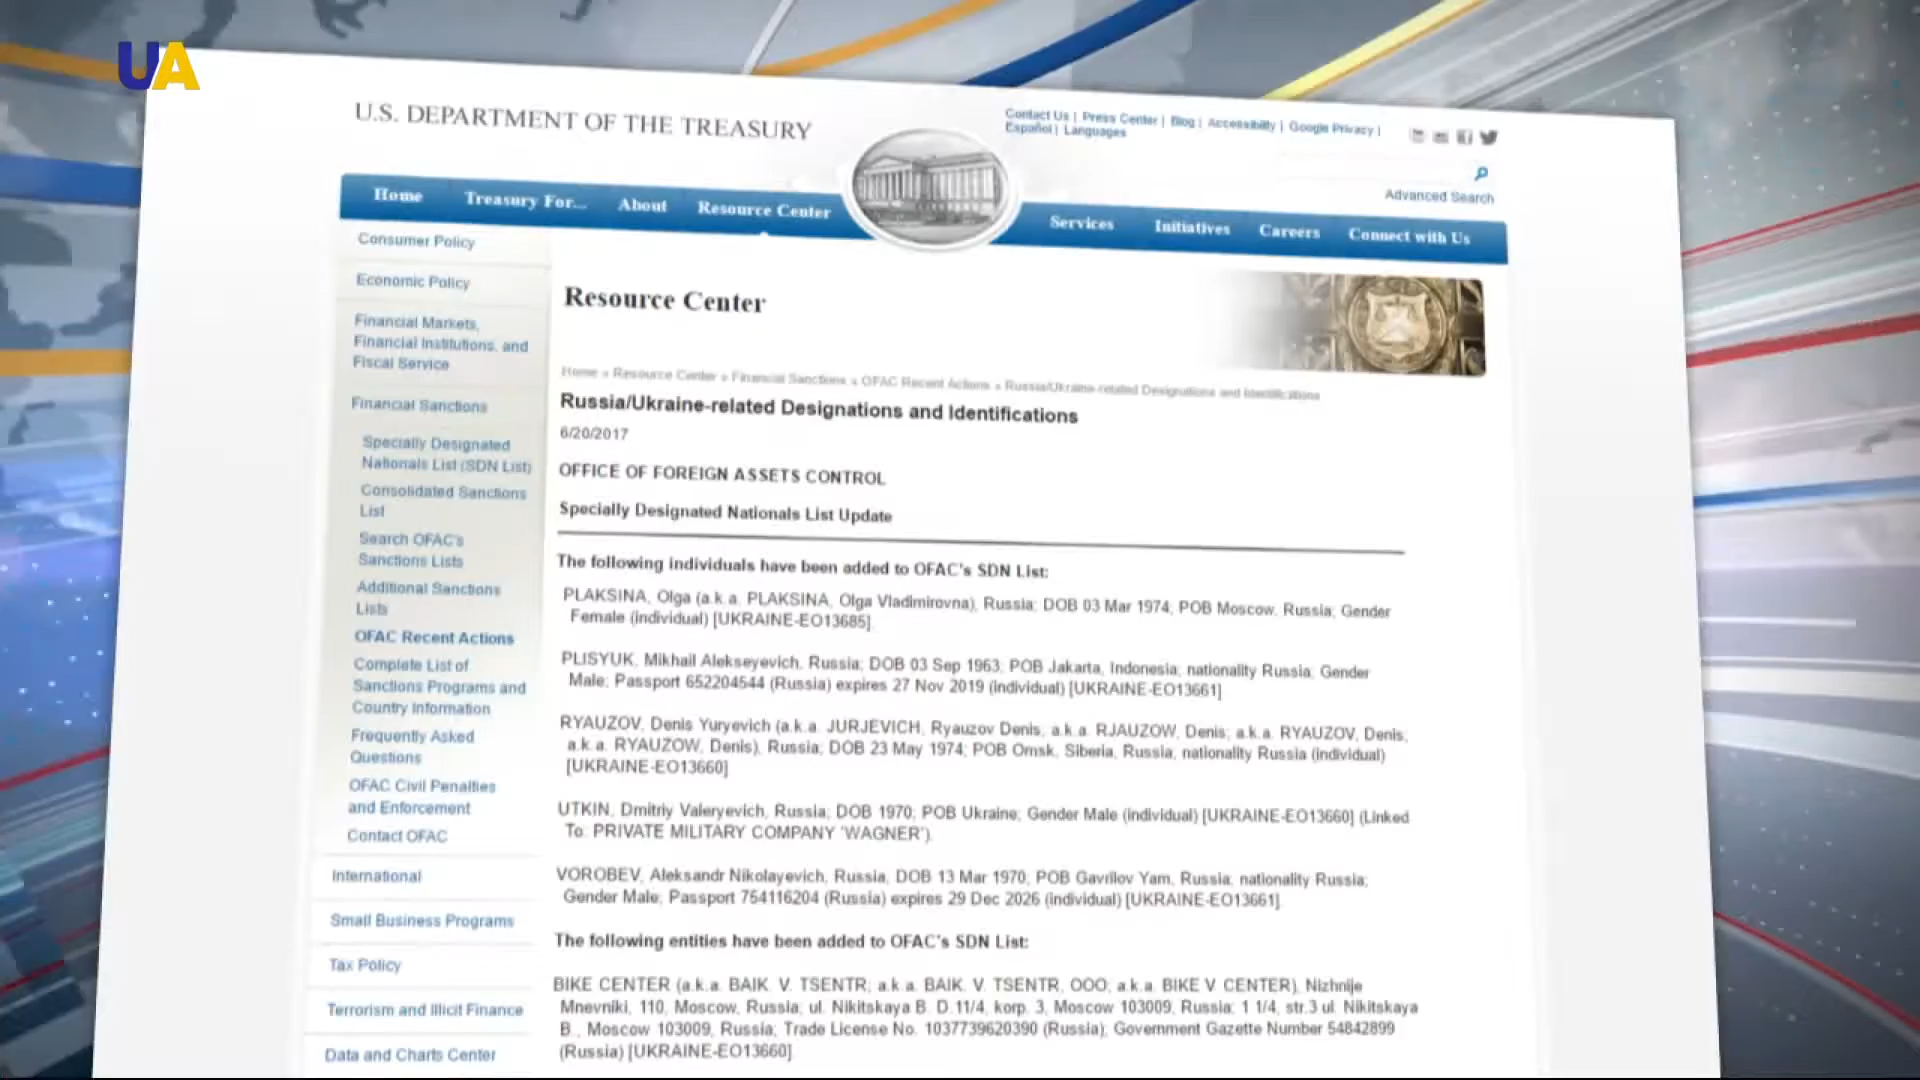 UA
U.S. DEPARTMENT OF THE TREASURY
Contact Us | Press Center | Blog | Accessibility | Google Privacy |
Español | Languages
Advanced Search
Home Treasury For... About Resource Center Services Initiatives Careers Connect with Us
Consumer Policy
Economic Policy
Financial Markets,
Financial Institutions, and
Fiscal Service
Financial Sanctions
Specially Designated
Nationals List (SDN List)
Consolidated Sanctions
List
Search OFAC's
Sanctions Lists
Additional Sanctions
Lists
OFAC Recent Actions
Complete List of
Sanctions Programs and
Country Information
Frequently Asked
Questions
OFAC Civil Penalties
and Enforcement
Contact OFAC
International
Small Business Programs
Tax Policy
Terrorism and Illicit Finance
Data and Charts Center
Resource Center
Home » Resource Center » Financial Sanctions » OFAC Recent Actions » Russia/Ukraine-related Designations and Identifications
Russia/Ukraine-related Designations and Identifications
6/20/2017
OFFICE OF FOREIGN ASSETS CONTROL
Specially Designated Nationals List Update
The following individuals have been added to OFAC's SDN List:
PLAKSINA, Olga (a.k.a. PLAKSINA, Olga Vladimirovna), Russia; DOB 03 Mar 1974; POB Moscow, Russia; Gender
Female (individual) [UKRAINE-EO13685].
PLISYUK, Mikhail Alekseyevich, Russia; DOB 03 Sep 1963; POB Jakarta, Indonesia; nationality Russia; Gender
Male; Passport 652204544 (Russia) expires 27 Nov 2019 (individual) [UKRAINE-EO13661]
RYAUZOV, Denis Yuryevich (a.k.a. JURJEVICH, Ryauzov Denis; a.k.a. RJAUZOW, Denis; a.k.a. RYAUZOV, Denis;
a.k.a. RYAUZOW, Denis), Russia; DOB 23 May 1974; POB Omsk, Siberia, Russia; nationality Russia (individual)
[UKRAINE-EO13660]
UTKIN, Dmitriy Valeryevich, Russia; DOB 1970; POB Ukraine; Gender Male (individual) [UKRAINE-EO13660] (Linked
To: PRIVATE MILITARY COMPANY 'WAGNER').
VOROBEV, Aleksandr Nikolayevich, Russia; DOB 13 Mar 1970; POB Gavrilov Yam, Russia; nationality Russia;
Gender Male; Passport 754116204 (Russia) expires 29 Dec 2026 (individual) [UKRAINE-EO13661].
The following entities have been added to OFAC's SDN List:
BIKE CENTER (a.k.a. BAIK. V. TSENTR; a.k.a. BAIK. V. TSENTR, OOO; a.k.a. BIKE V CENTER), Nizhnije
Mnevniki, 110, Moscow, Russia; ul. Nikitskaya B. D.11/4, korp. 3, Moscow 103009, Russia; 1 1/4, str.3 ul. Nikitskaya
B., Moscow 103009, Russia; Trade License No. 1037739620390 (Russia); Government Gazette Number 54842899
(Russia) [UKRAINE-EO13660].